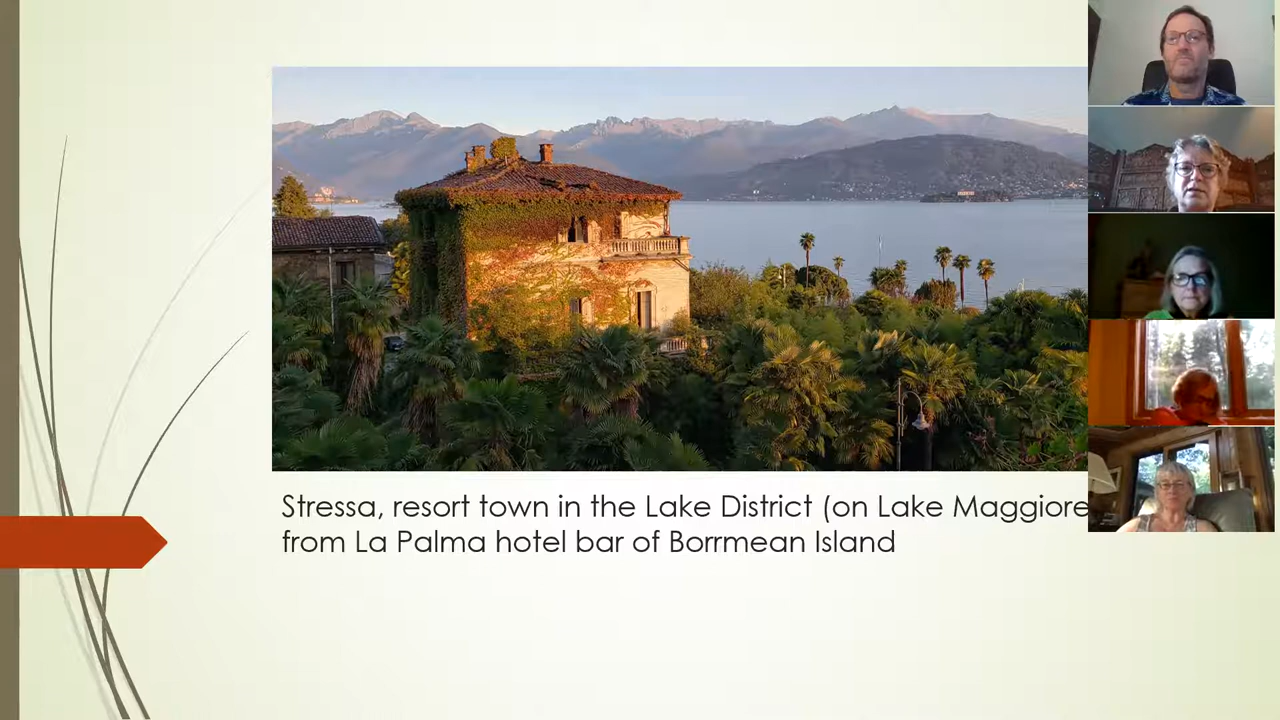 Stressa, resort town in the Lake District (on Lake Maggiore
from La Palma hotel bar of Borrmean Island